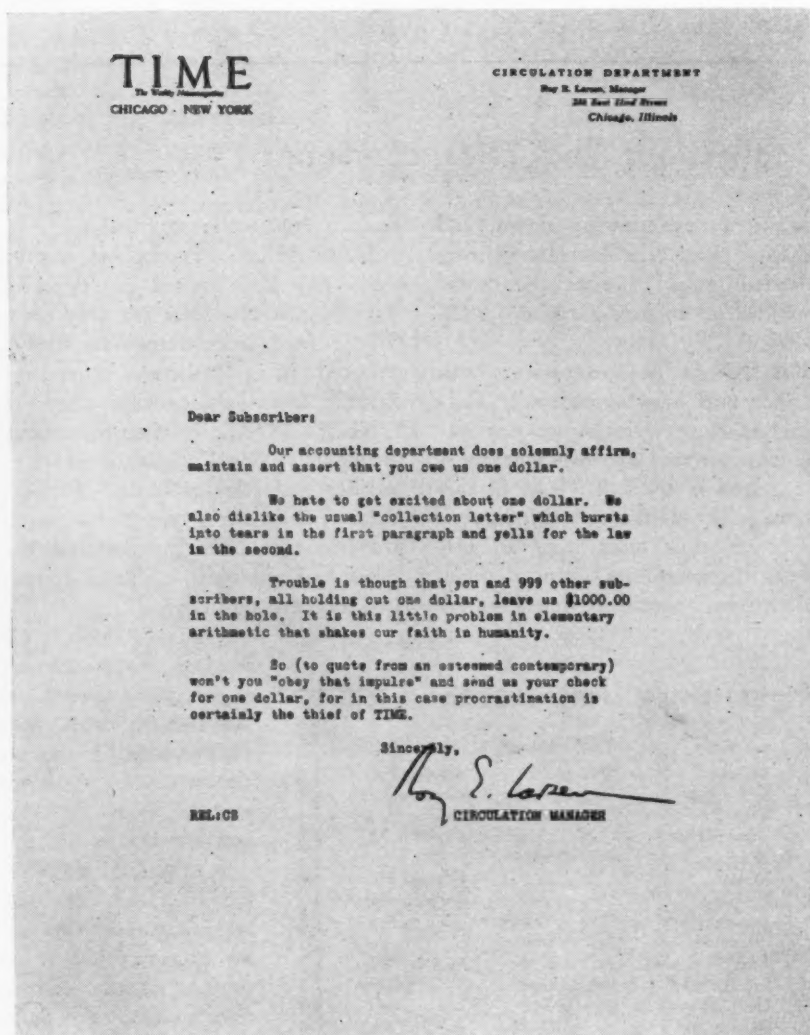 TIME
The Weekly Newsmagazine
CHICAGO - NEW YORK
CIRCULATION DEPARTMENT
Roy E. Larsen, Manager
East 22nd Street
Chicago, Illinois
Dear Subscriber:
Our accounting department does solemnly affirm,
maintain and assert that you owe us one dollar.
We hate to get excited about one dollar. We
also dislike the usual "collection letter" which bursts
into tears in the first paragraph and yells for the law
in the second.
Trouble is though that you and 999 other sub-
scribers, all holding out one dollar, leave us $1000.00
in the hole. It is this little problem in elementary
arithmetic that shakes our faith in humanity.
So (to quote from an esteemed contemporary)
won't you "obey that impulse" and send us your check
for one dollar, for in this case procrastination is
certainly the thief of TIME.
Sincerely,
Roy E. Larsen
REL:CS CIRCULATION MANAGER